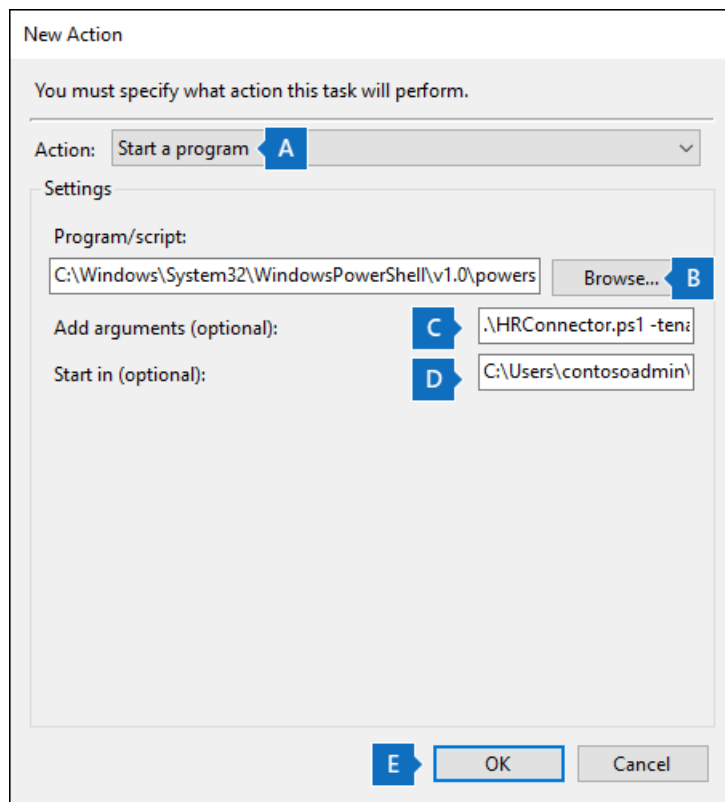 New Action
You must specify what action this task will perform.
Action: Start a program A
Settings
Program/script:
C:\Windows\System32\WindowsPowerShell\v1.0\powers Browse... B
Add arguments (optional): C .\HRConnector.ps1 -tena
Start in (optional): D C:\Users\contosoadmin\
E OK Cancel